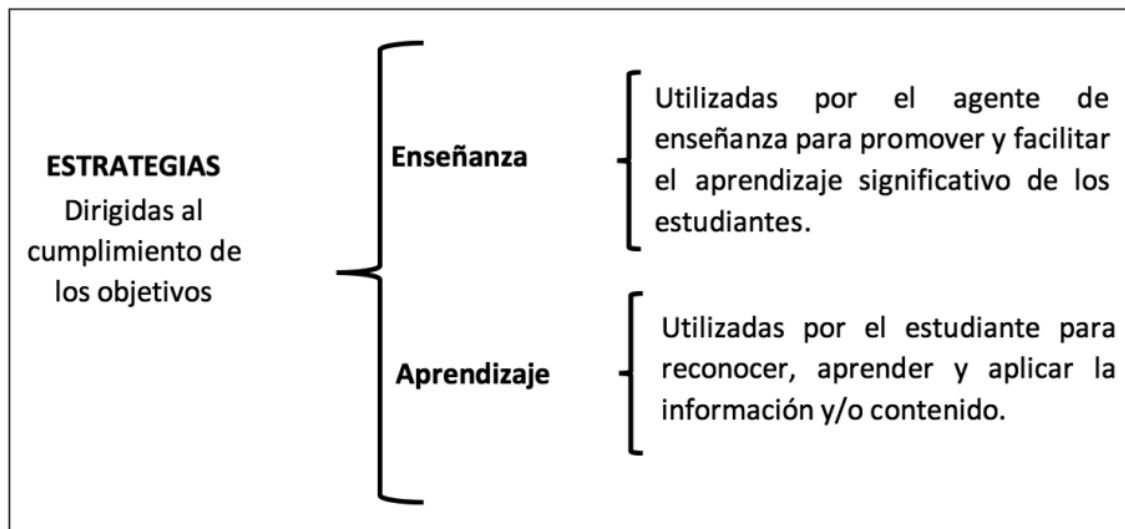 ESTRATEGIAS
Dirigidas al
cumplimiento de
los objetivos
Enseñanza
Utilizadas por el agente de
enseñanza para promover y facilitar
el aprendizaje significativo de los
estudiantes.
Aprendizaje
Utilizadas por el estudiante para
reconocer, aprender y aplicar la
información y/o contenido.